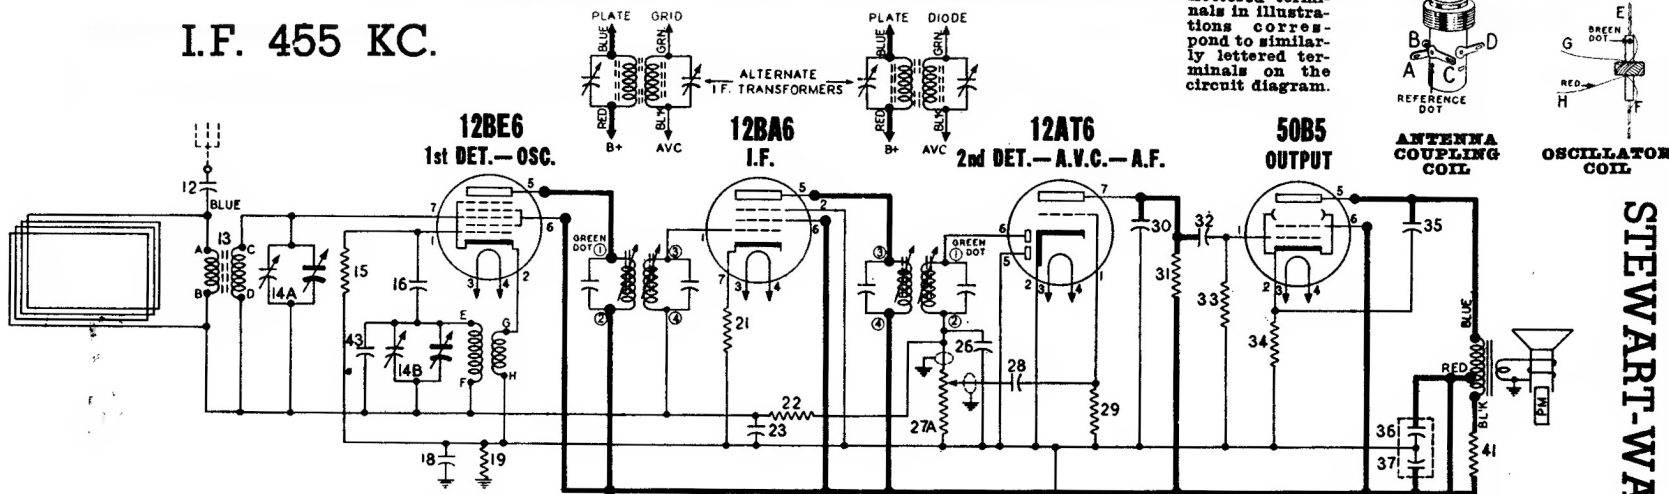 I.F. 455 KC.
PLATE GRID
BLUE GRN.
RED BL'K
B+ AVC
ALTERNATE
I.F. TRANSFORMERS
PLATE DIODE
BLUE GRN.
RED BL'K
B+ AVC
nals in illustra-
tions corres-
pond to similar-
ly lettered ter-
minals on the
circuit diagram.
B D
A C
REFERENCE
DOT
ANTENNA
COUPLING
COIL
E
GREEN
DOT
G
RED
H F
OSCILLATOR
COIL
12BE6
1st DET.—OSC.
12BA6
I.F.
12AT6
2nd DET.—A.V.C.—A.F.
50B5
OUTPUT
12
BLUE
A 13 C
B D
14A
15
16
7
1
5
6
3 4 2
GREEN
DOT
1
3
2
4
43
14B
E G
F H
18
19
1
5
2
6
7 3 4
21
22
23
3
1
GREEN
DOT
4
2
26
27A
28
29
6
5
7
2 3 4 1
30
31
32
33
1
5
6
2 3 4
34
35
BLUE
RED
BL'K
36
37
41
PM
STEWART-WA